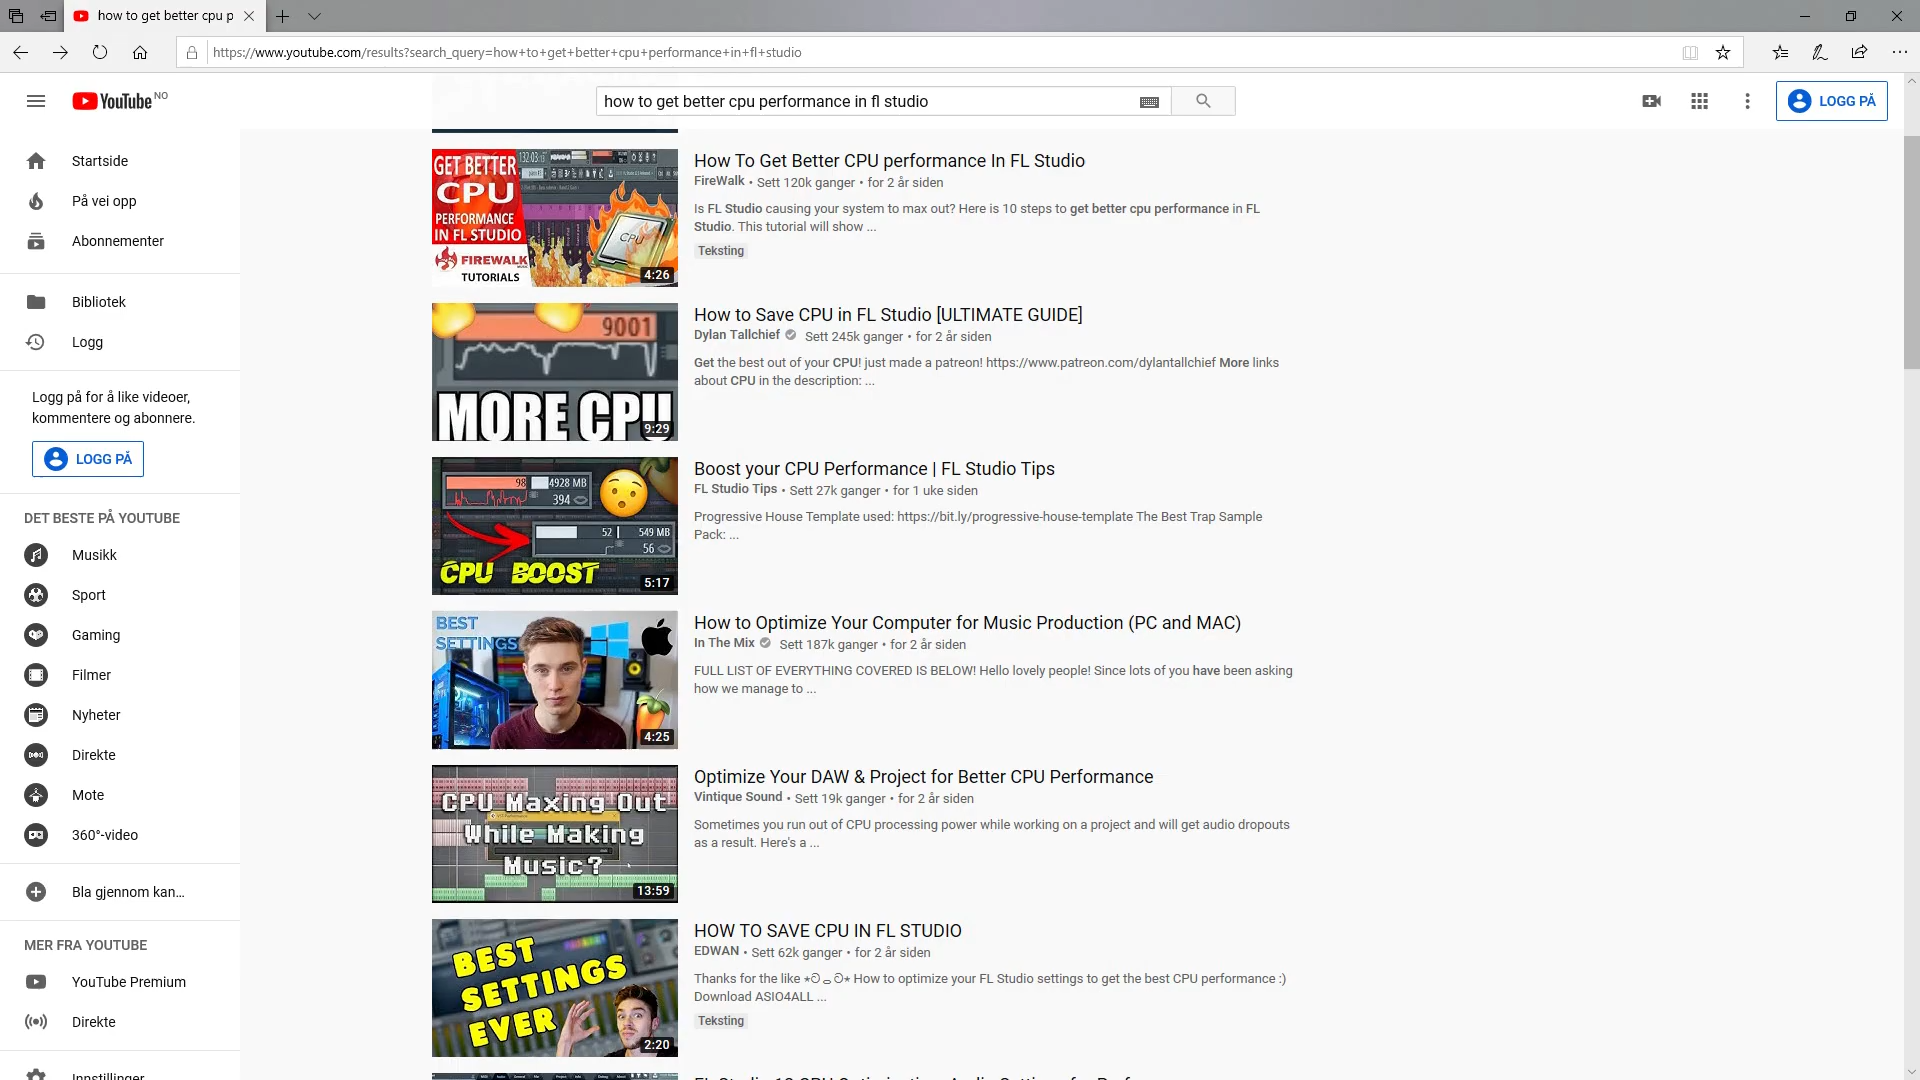 how to get better cpu p
https://www.youtube.com/results?search_query=how+to+get+better+cpu+performance+in+fl+studio
YouTube NO
how to get better cpu performance in fl studio
LOGG PÅ
Startside
På vei opp
Abonnementer
Bibliotek
Logg
Logg på for å like videoer,
kommentere og abonnere.
LOGG PÅ
DET BESTE PÅ YOUTUBE
Musikk
Sport
Gaming
Filmer
Nyheter
Direkte
Mote
360°-video
Bla gjennom kan...
MER FRA YOUTUBE
YouTube Premium
Direkte
Innstillinger
GET BETTER
CPU
PERFORMANCE
IN FL STUDIO
FIREWALK
TUTORIALS
CPU
4:26
How To Get Better CPU performance In FL Studio
FireWalk • Sett 120k ganger • for 2 år siden
Is FL Studio causing your system to max out? Here is 10 steps to get better cpu performance in FL
Studio. This tutorial will show ...
Teksting
9001
MORE CPU
9:29
How to Save CPU in FL Studio [ULTIMATE GUIDE]
Dylan Tallchief Sett 245k ganger • for 2 år siden
Get the best out of your CPU! just made a patreon! https://www.patreon.com/dylantallchief More links
about CPU in the description: ...
98 4928 MB
394
52 549 MB
56
CPU BOOST
5:17
Boost your CPU Performance | FL Studio Tips
FL Studio Tips • Sett 27k ganger • for 1 uke siden
Progressive House Template used: https://bit.ly/progressive-house-template The Best Trap Sample
Pack: ...
BEST
SETTINGS
4:25
How to Optimize Your Computer for Music Production (PC and MAC)
In The Mix Sett 187k ganger • for 2 år siden
FULL LIST OF EVERYTHING COVERED IS BELOW! Hello lovely people! Since lots of you have been asking
how we manage to ...
CPU Maxing Out
While Making
Music?
13:59
Optimize Your DAW & Project for Better CPU Performance
Vintique Sound • Sett 19k ganger • for 2 år siden
Sometimes you run out of CPU processing power while working on a project and will get audio dropouts
as a result. Here's a ...
BEST
SETTINGS
EVER
2:20
HOW TO SAVE CPU IN FL STUDIO
EDWAN • Sett 62k ganger • for 2 år siden
Thanks for the like ⋆ට⌣ට⋆ How to optimize your FL Studio settings to get the best CPU performance :)
Download ASIO4ALL ...
Teksting